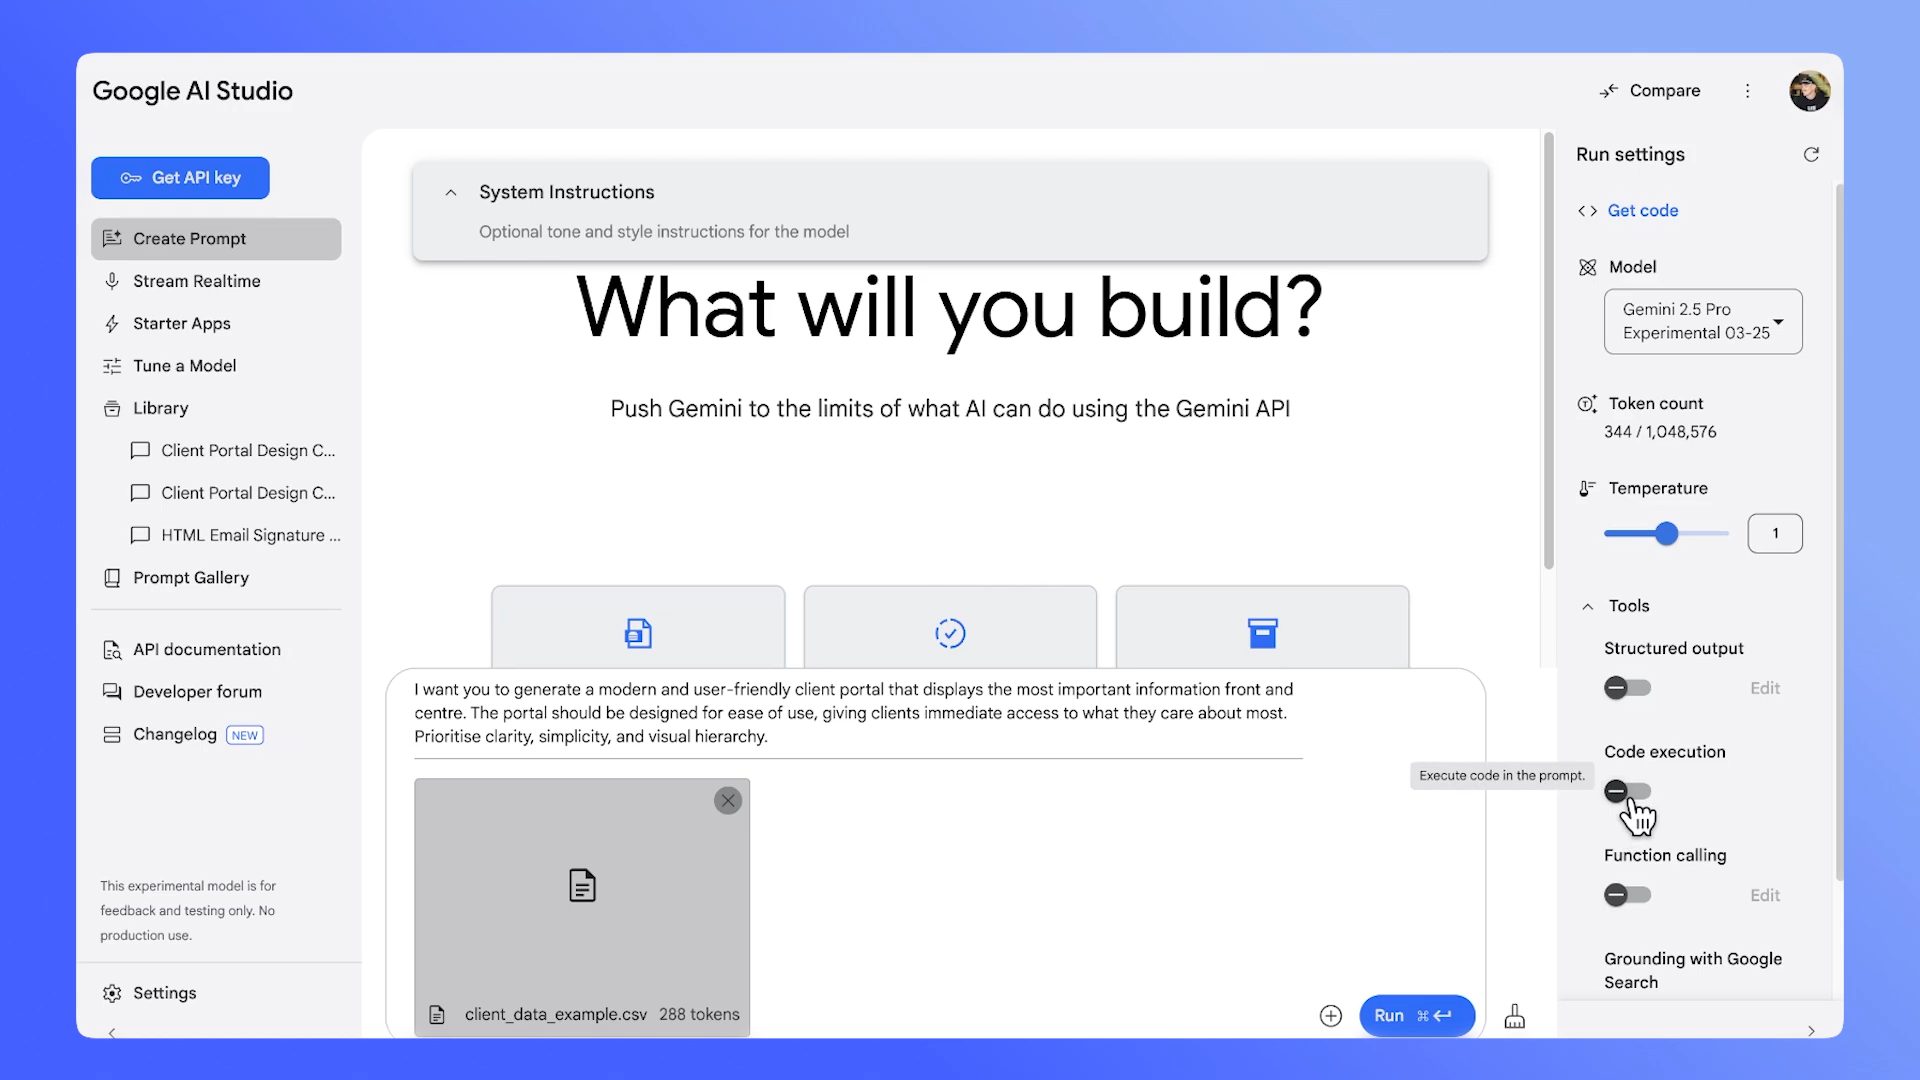 Google AI Studio
Compare
Get API key
Create Prompt
Stream Realtime
Starter Apps
Tune a Model
Library
Client Portal Design C...
Client Portal Design C...
HTML Email Signature ...
Prompt Gallery
API documentation
Developer forum
Changelog NEW
This experimental model is for
feedback and testing only. No
production use.
Settings
System Instructions
Optional tone and style instructions for the model
What will you build?
Push Gemini to the limits of what AI can do using the Gemini API
I want you to generate a modern and user-friendly client portal that displays the most important information front and
centre. The portal should be designed for ease of use, giving clients immediate access to what they care about most.
Prioritise clarity, simplicity, and visual hierarchy.
client_data_example.csv 288 tokens
Run ⌘
Run settings
Get code
Model
Gemini 2.5 Pro
Experimental 03-25
Token count
344 / 1,048,576
Temperature
1
Tools
Structured output
Edit
Code execution
Execute code in the prompt.
Function calling
Edit
Grounding with Google
Search